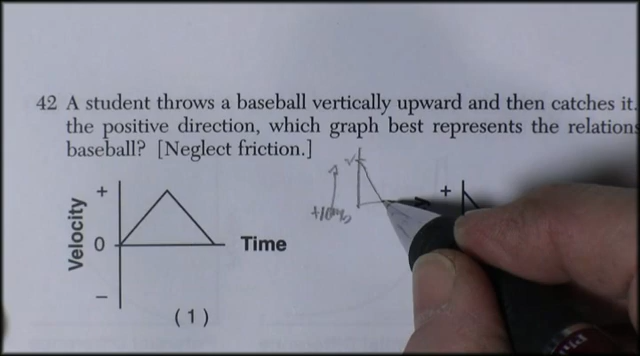 42 A student throws a baseball vertically upward and then catches it.
the positive direction, which graph best represents the relations
baseball? [Neglect friction.]
+
Velocity
0
Time
−
(1)
+